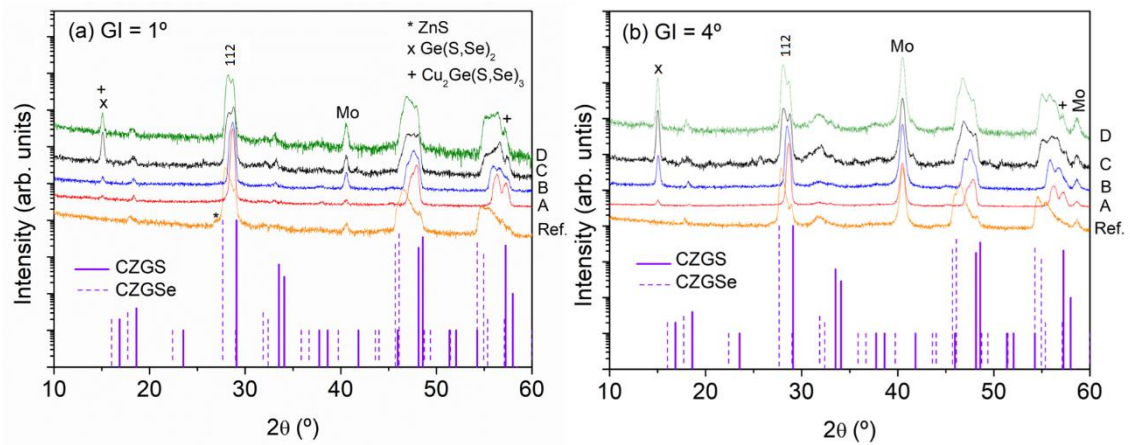 (a) GI = 1º
* ZnS
x Ge(S,Se)₂
+ Cu₂Ge(S,Se)₃
112
+
x
Mo
+
*
D
C
B
A
Ref.
CZGS
CZGSe
Intensity (arb. units)
10 20 30 40 50 60
2θ (º)
(b) GI = 4º
112
Mo
x
+
Mo
D
C
B
A
Ref.
CZGS
CZGSe
Intensity (arb. untis)
10 20 30 40 50 60
2θ (º)